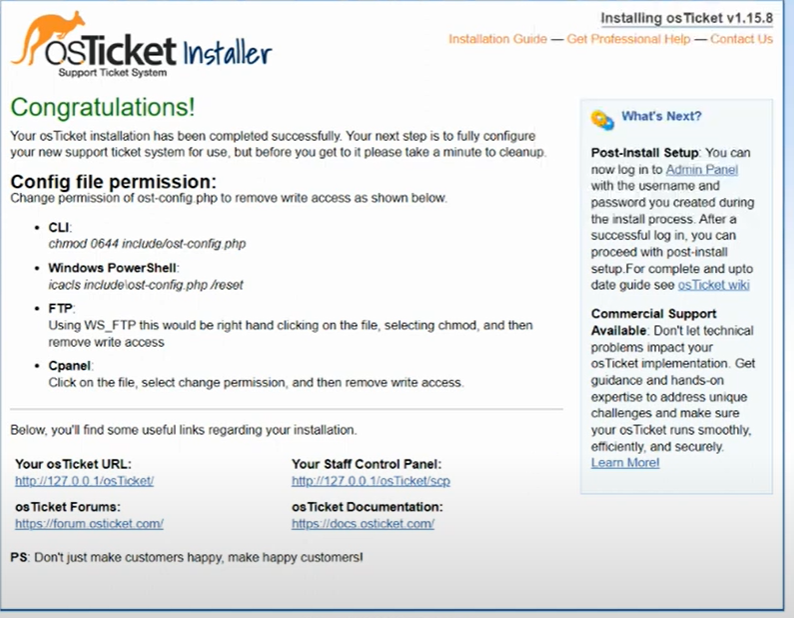 osTicket Installer
Support Ticket System
Installing osTicket v1.15.8
Installation Guide — Get Professional Help — Contact Us
Congratulations!
Your osTicket installation has been completed successfully. Your next step is to fully configure
your new support ticket system for use, but before you get to it please take a minute to cleanup.
Config file permission:
Change permission of ost-config.php to remove write access as shown below.
• CLI:
chmod 0644 include/ost-config.php
• Windows PowerShell:
icacls include\ost-config.php /reset
• FTP:
Using WS_FTP this would be right hand clicking on the file, selecting chmod, and then
remove write access
• Cpanel:
Click on the file, select change permission, and then remove write access.
Below, you'll find some useful links regarding your installation.
Your osTicket URL:
http://127.0.0.1/osTicket/
Your Staff Control Panel:
http://127.0.0.1/osTicket/scp
osTicket Forums:
https://forum.osticket.com/
osTicket Documentation:
https://docs.osticket.com/
PS: Don't just make customers happy, make happy customers!
What's Next?
Post-Install Setup: You can
now log in to Admin Panel
with the username and
password you created during
the install process. After a
successful log in, you can
proceed with post-install
setup.For complete and upto
date guide see osTicket wiki
Commercial Support
Available: Don't let technical
problems impact your
osTicket implementation. Get
guidance and hands-on
expertise to address unique
challenges and make sure
your osTicket runs smoothly,
efficiently, and securely.
Learn More!